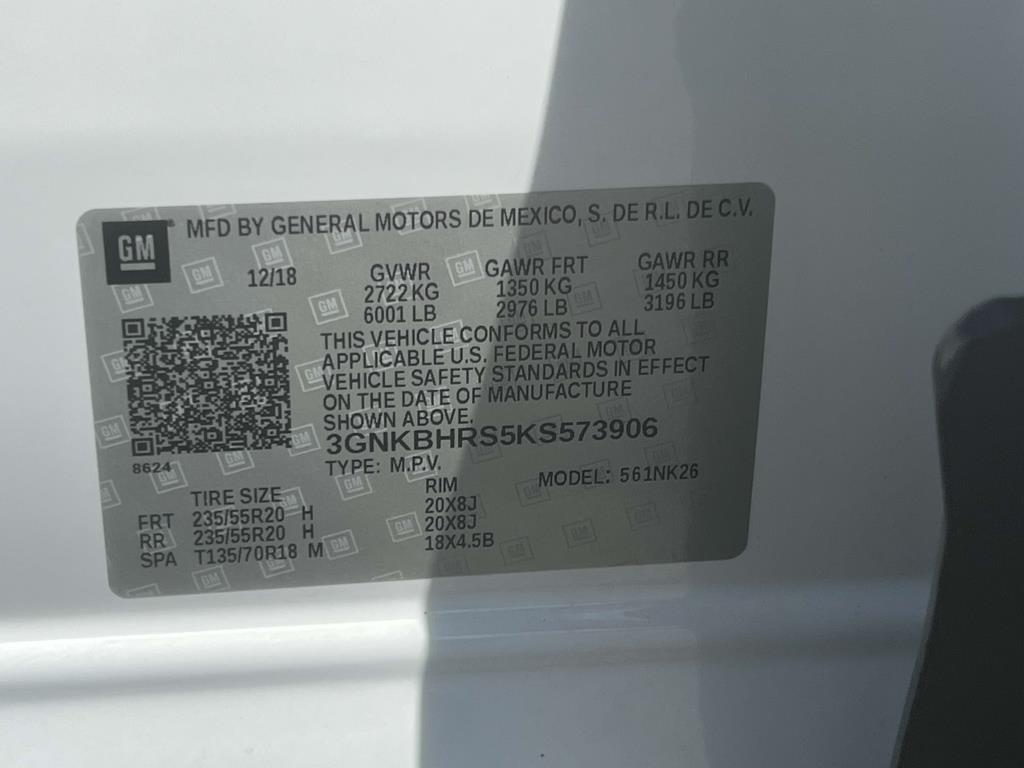 GM ® MFD BY GENERAL MOTORS DE MEXICO, S. DE R.L. DE C.V.
12/18 GVWR GAWR FRT GAWR RR
2722 KG 1350 KG 1450 KG
6001 LB 2976 LB 3196 LB
THIS VEHICLE CONFORMS TO ALL
APPLICABLE U.S. FEDERAL MOTOR
VEHICLE SAFETY STANDARDS IN EFFECT
ON THE DATE OF MANUFACTURE
SHOWN ABOVE.
3GNKBHRS5KS573906
8624
TYPE: M.P.V. MODEL: 561NK26
TIRE SIZE RIM
FRT 235/55R20 H 20X8J
RR 235/55R20 H 20X8J
SPA T135/70R18 M 18X4.5B